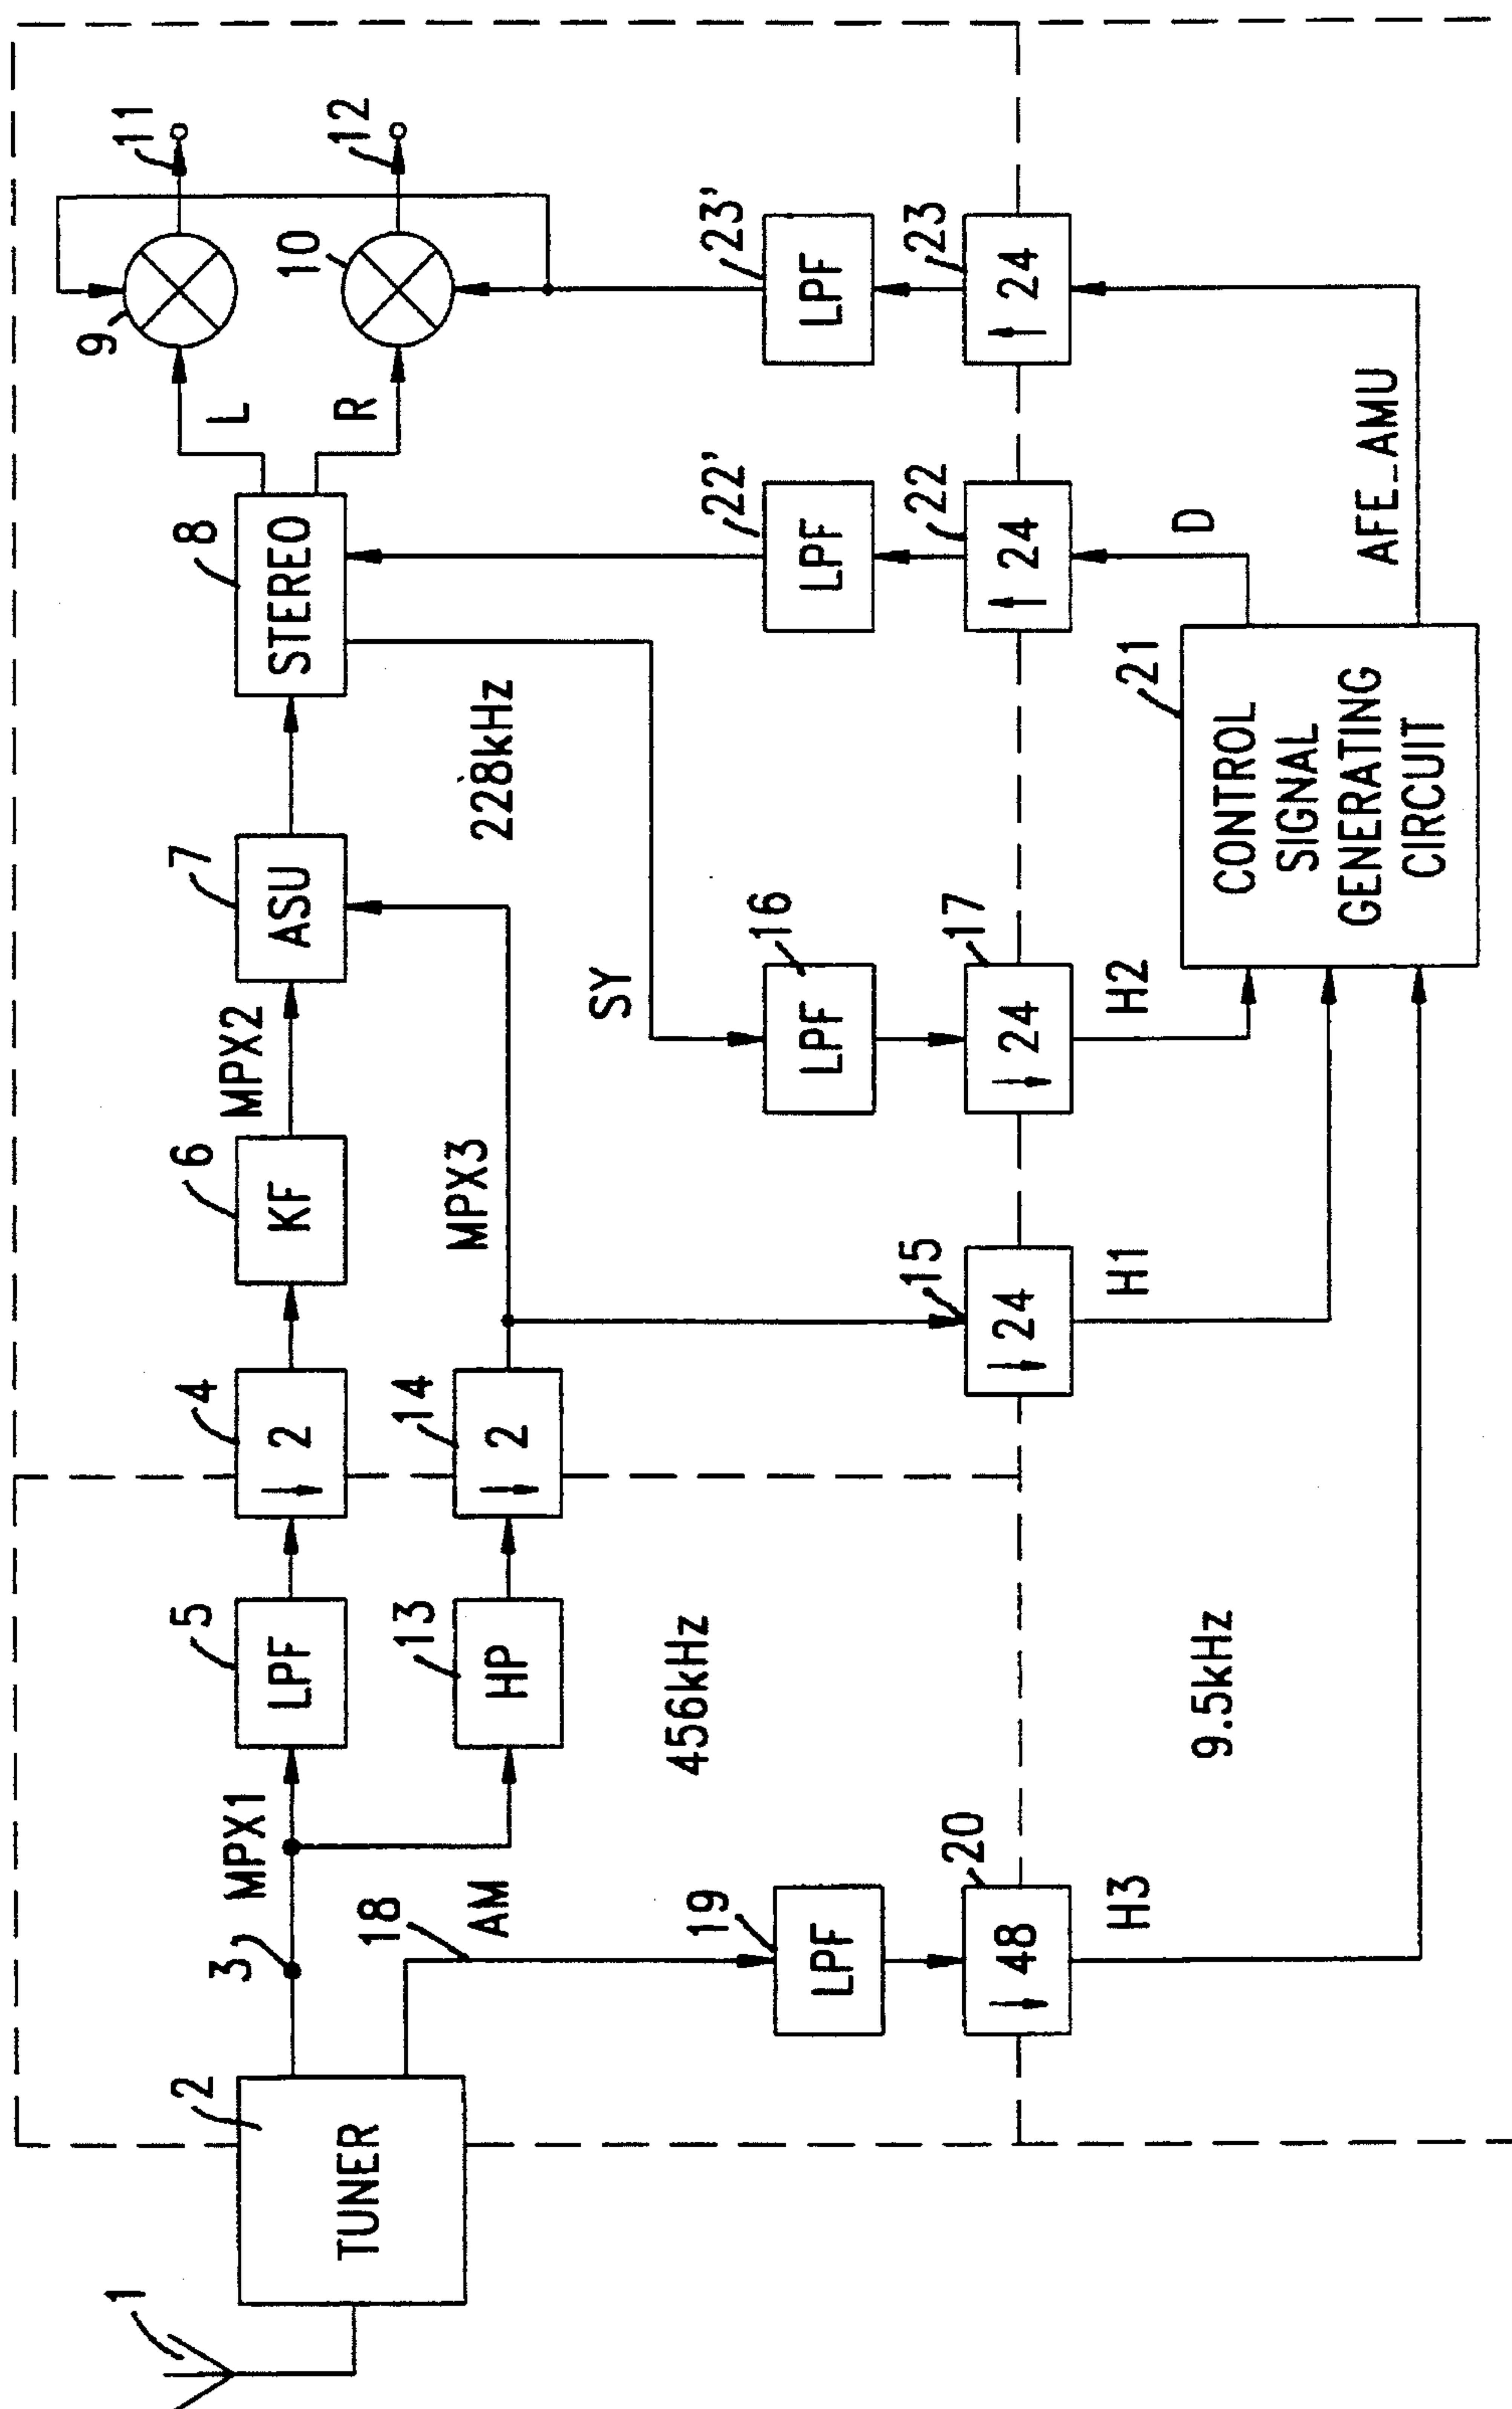 1
2
TUNER
3
MPX1
18
AM
5
LPF
13
HP
456kHz
19
LPF
20
↓ 48
H3
9.5kHz
4
↓ 2
14
↓ 2
6
KF
MPX2
MPX3
15
↓ 24
H1
7
ASU
228kHz
SY
16
LPF
17
↓ 24
H2
8
STEREO
L
R
22'
LPF
22
↑ 24
D
21
CONTROL
SIGNAL
GENERATING
CIRCUIT
9
10
11
12
23'
LPF
23
↑ 24
AFE_AMU